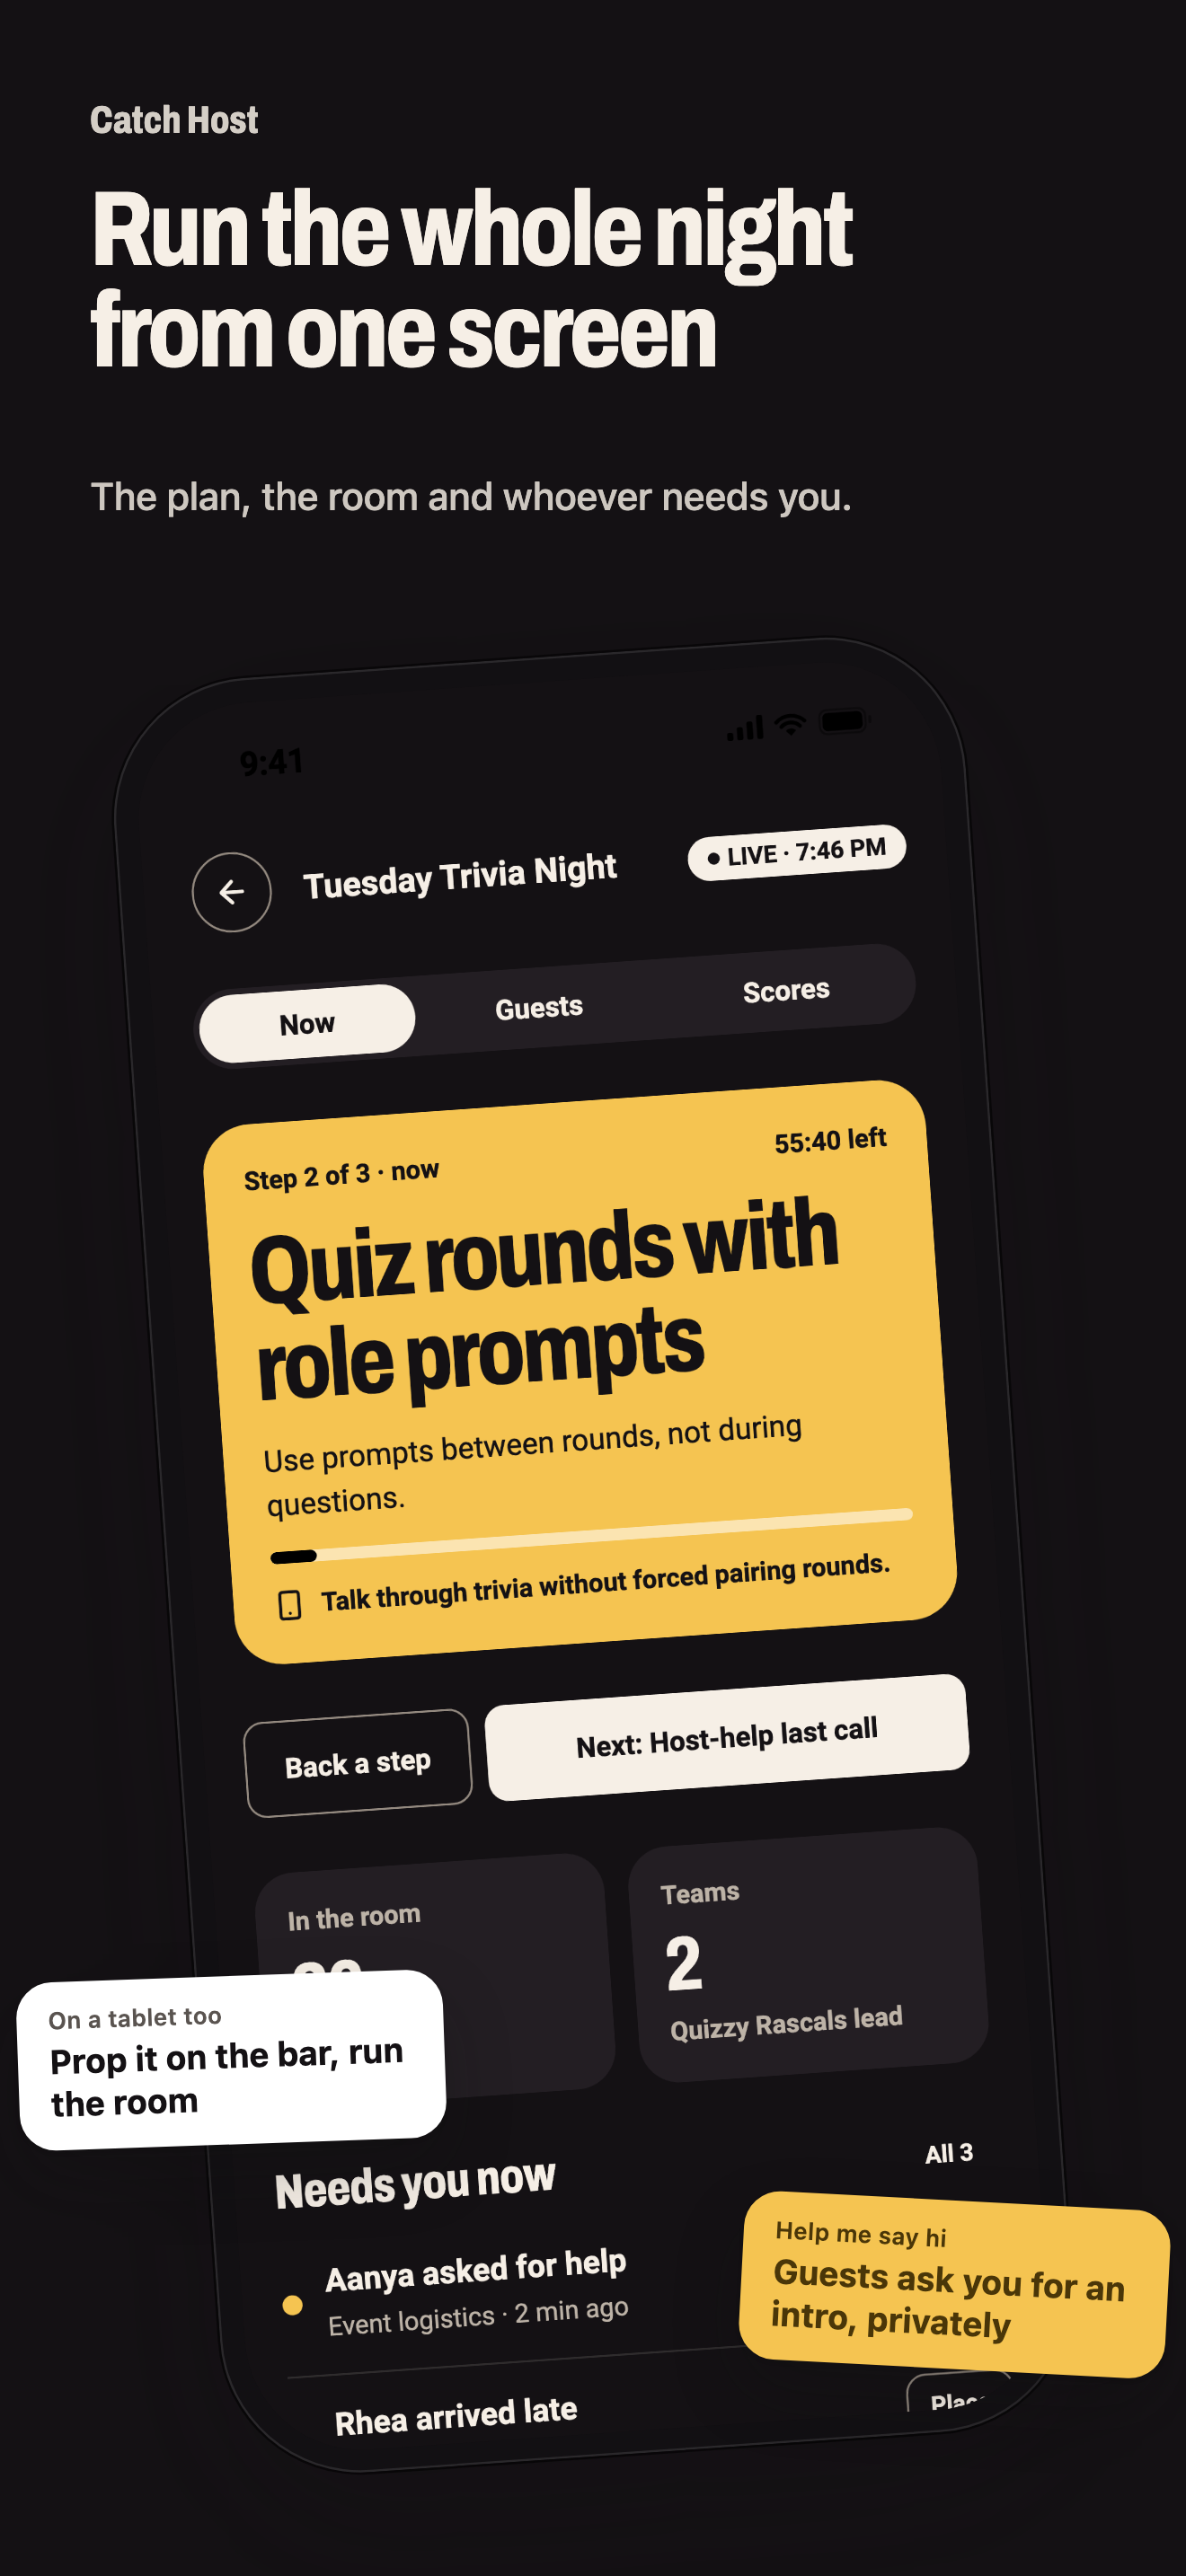 Catch Host
Run the whole night
from one screen
The plan, the room and whoever needs you.
9:41
Tuesday Trivia Night
LIVE · 7:46 PM
Now
Guests
Scores
Step 2 of 3 · now
55:40 left
Quiz rounds with
role prompts
Use prompts between rounds, not during
questions.
Talk through trivia without forced pairing rounds.
Back a step
Next: Host-help last call
In the room
Teams
2
Quizzy Rascals lead
On a tablet too
Prop it on the bar, run
the room
Needs you now
All 3
Aanya asked for help
Event logistics · 2 min ago
Help me say hi
Guests ask you for an
intro, privately
Rhea arrived late